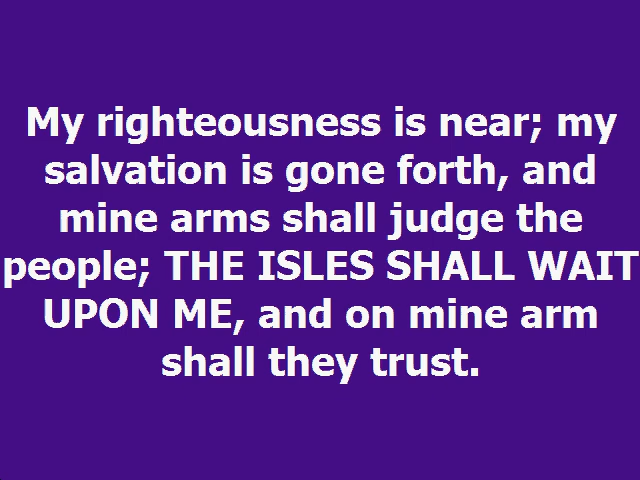 My righteousness is near; my
salvation is gone forth, and
mine arms shall judge the
people; THE ISLES SHALL WAIT
UPON ME, and on mine arm
shall they trust.